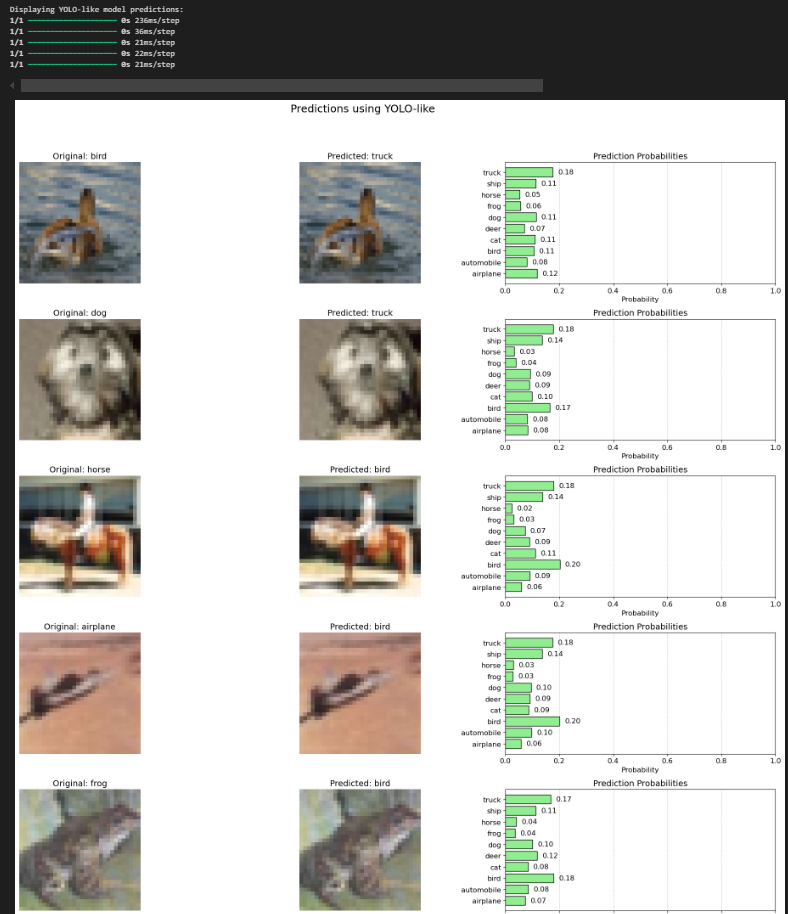 Displaying YOLO-like model predictions:
1/1 0s 236ms/step
1/1 0s 36ms/step
1/1 0s 21ms/step
1/1 0s 22ms/step
1/1 0s 21ms/step
Predictions using YOLO-like
Original: bird
Predicted: truck
Prediction Probabilities
truck 0.18
ship 0.11
horse 0.05
frog 0.06
dog 0.11
deer 0.07
cat 0.11
bird 0.11
automobile 0.08
airplane 0.12
0.0 0.2 0.4 0.6 0.8 1.0
Probability
Original: dog
Predicted: truck
Prediction Probabilities
truck 0.18
ship 0.14
horse 0.03
frog 0.04
dog 0.09
deer 0.09
cat 0.10
bird 0.17
automobile 0.08
airplane 0.08
0.0 0.2 0.4 0.6 0.8 1.0
Probability
Original: horse
Predicted: bird
Prediction Probabilities
truck 0.18
ship 0.14
horse 0.02
frog 0.03
dog 0.07
deer 0.09
cat 0.11
bird 0.20
automobile 0.09
airplane 0.06
0.0 0.2 0.4 0.6 0.8 1.0
Probability
Original: airplane
Predicted: bird
Prediction Probabilities
truck 0.18
ship 0.14
horse 0.03
frog 0.03
dog 0.10
deer 0.09
cat 0.09
bird 0.20
automobile 0.10
airplane 0.06
0.0 0.2 0.4 0.6 0.8 1.0
Probability
Original: frog
Predicted: bird
Prediction Probabilities
truck 0.17
ship 0.11
horse 0.04
frog 0.04
dog 0.10
deer 0.12
cat 0.08
bird 0.18
automobile 0.08
airplane 0.07